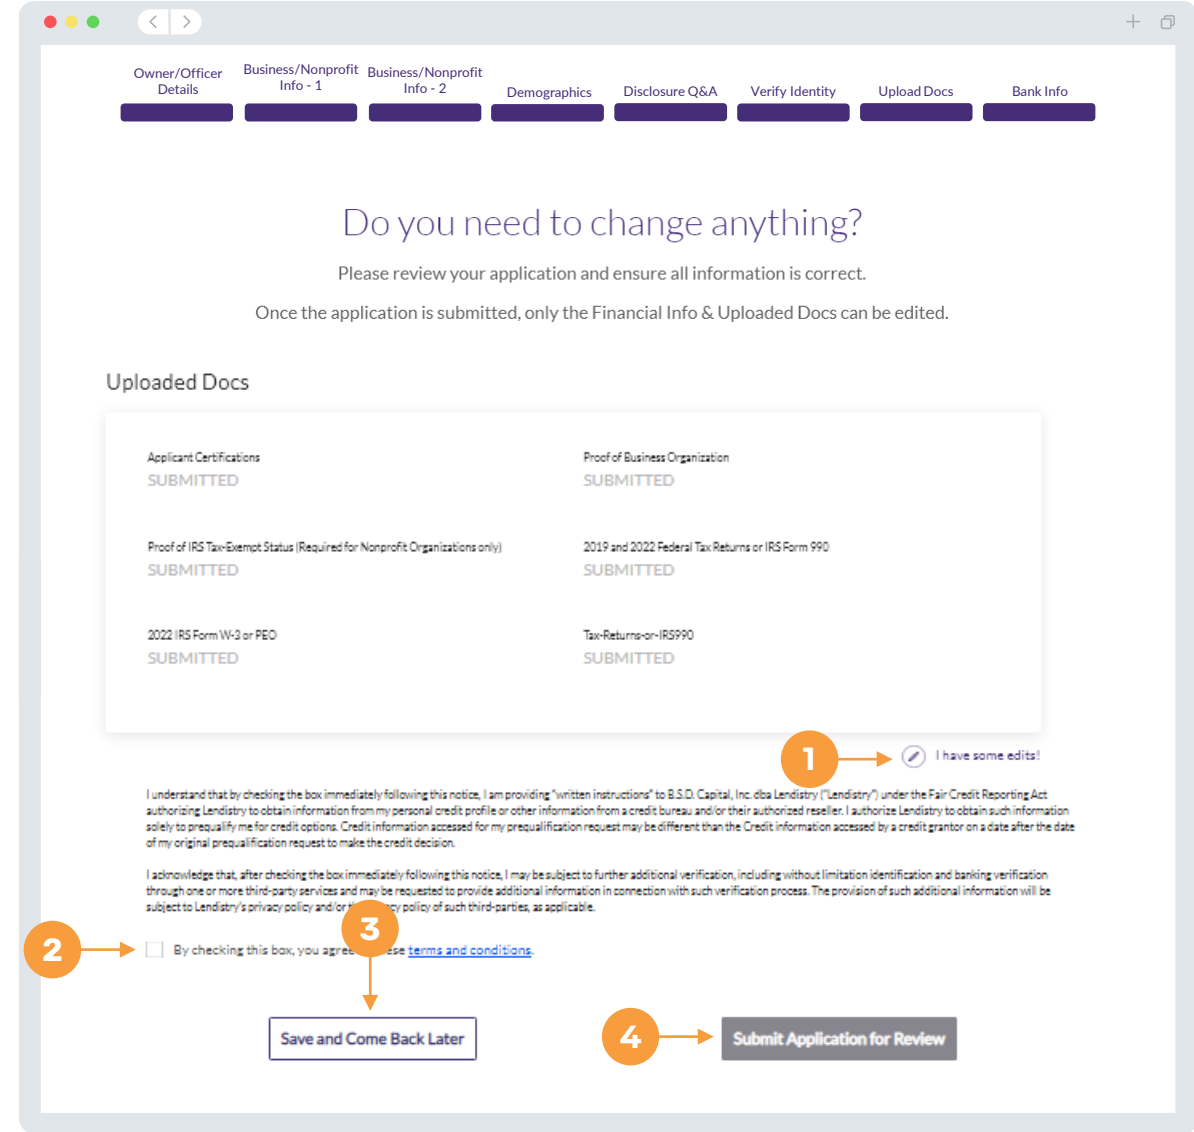 Owner/Officer
Details
Business/Nonprofit
Info - 1
Business/Nonprofit
Info - 2
Demographics
Disclosure Q&A
Verify Identity
Upload Docs
Bank Info
Do you need to change anything?
Please review your application and ensure all information is correct.
Once the application is submitted, only the Financial Info & Uploaded Docs can be edited.
Uploaded Docs
Applicant Certifications
SUBMITTED
Proof of Business Organization
SUBMITTED
Proof of IRS Tax-Exempt Status (Required for Nonprofit Organizations only)
SUBMITTED
2019 and 2022 Federal Tax Returns or IRS Form 990
SUBMITTED
2022 IRS Form W-3 or PEO
SUBMITTED
Tax-Returns-or-IRS990
SUBMITTED
1
I have some edits!
I understand that by checking the box immediately following this notice, I am providing "written instructions" to B.S.D. Capital, Inc. dba Lendistry ("Lendistry") under the Fair Credit Reporting Act
authorizing Lendistry to obtain information from my personal credit profile or other information from a credit bureau and/or their authorized reseller. I authorize Lendistry to obtain such information
solely to prequalify me for credit options. Credit information accessed for my prequalification request may be different than the Credit information accessed by a credit grantor on a date after the date
of my original prequalification request to make the credit decision.
I acknowledge that, after checking the box immediately following this notice, I may be subject to further additional verification, including without limitation identification and banking verification
through one or more third-party services and may be requested to provide additional information in connection with such verification process. The provision of such additional information will be
subject to Lendistry's privacy policy and/or cy policy of such third-parties, as applicable.
3
2
By checking this box, you agre ese terms and conditions.
Save and Come Back Later
4
Submit Application for Review